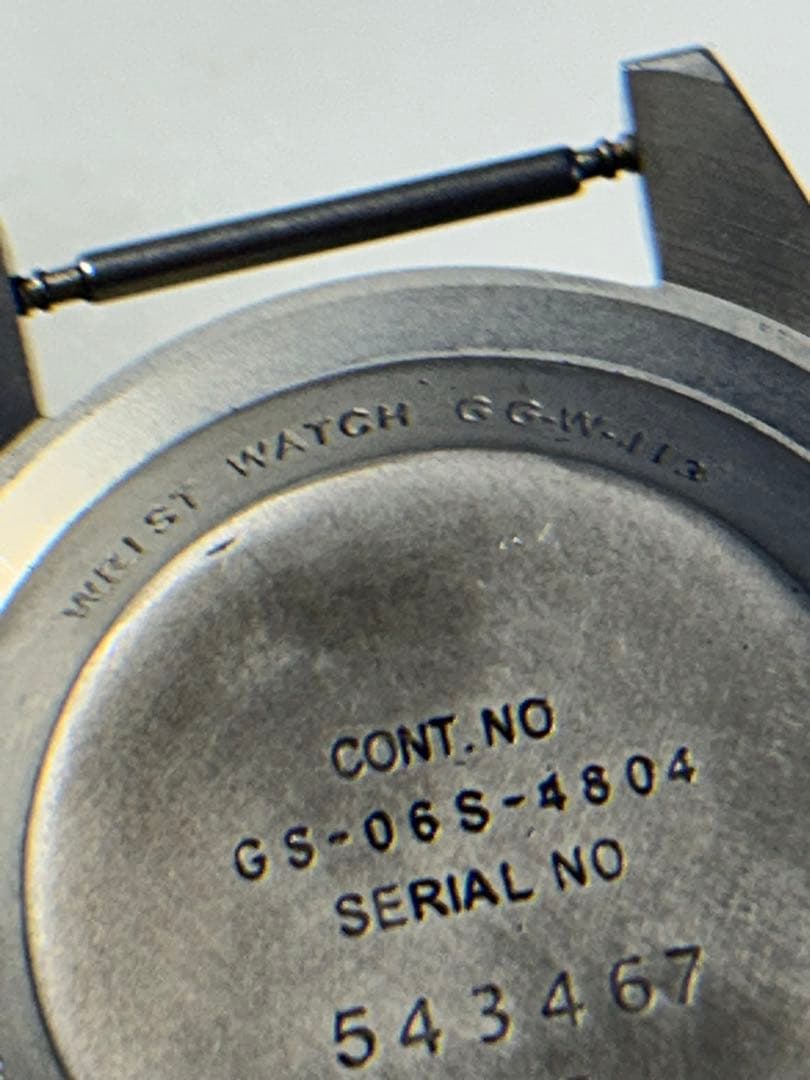 WRIST WATCH GG-W-113
CONT.NO
GS-06S-4804
SERIAL NO
543467